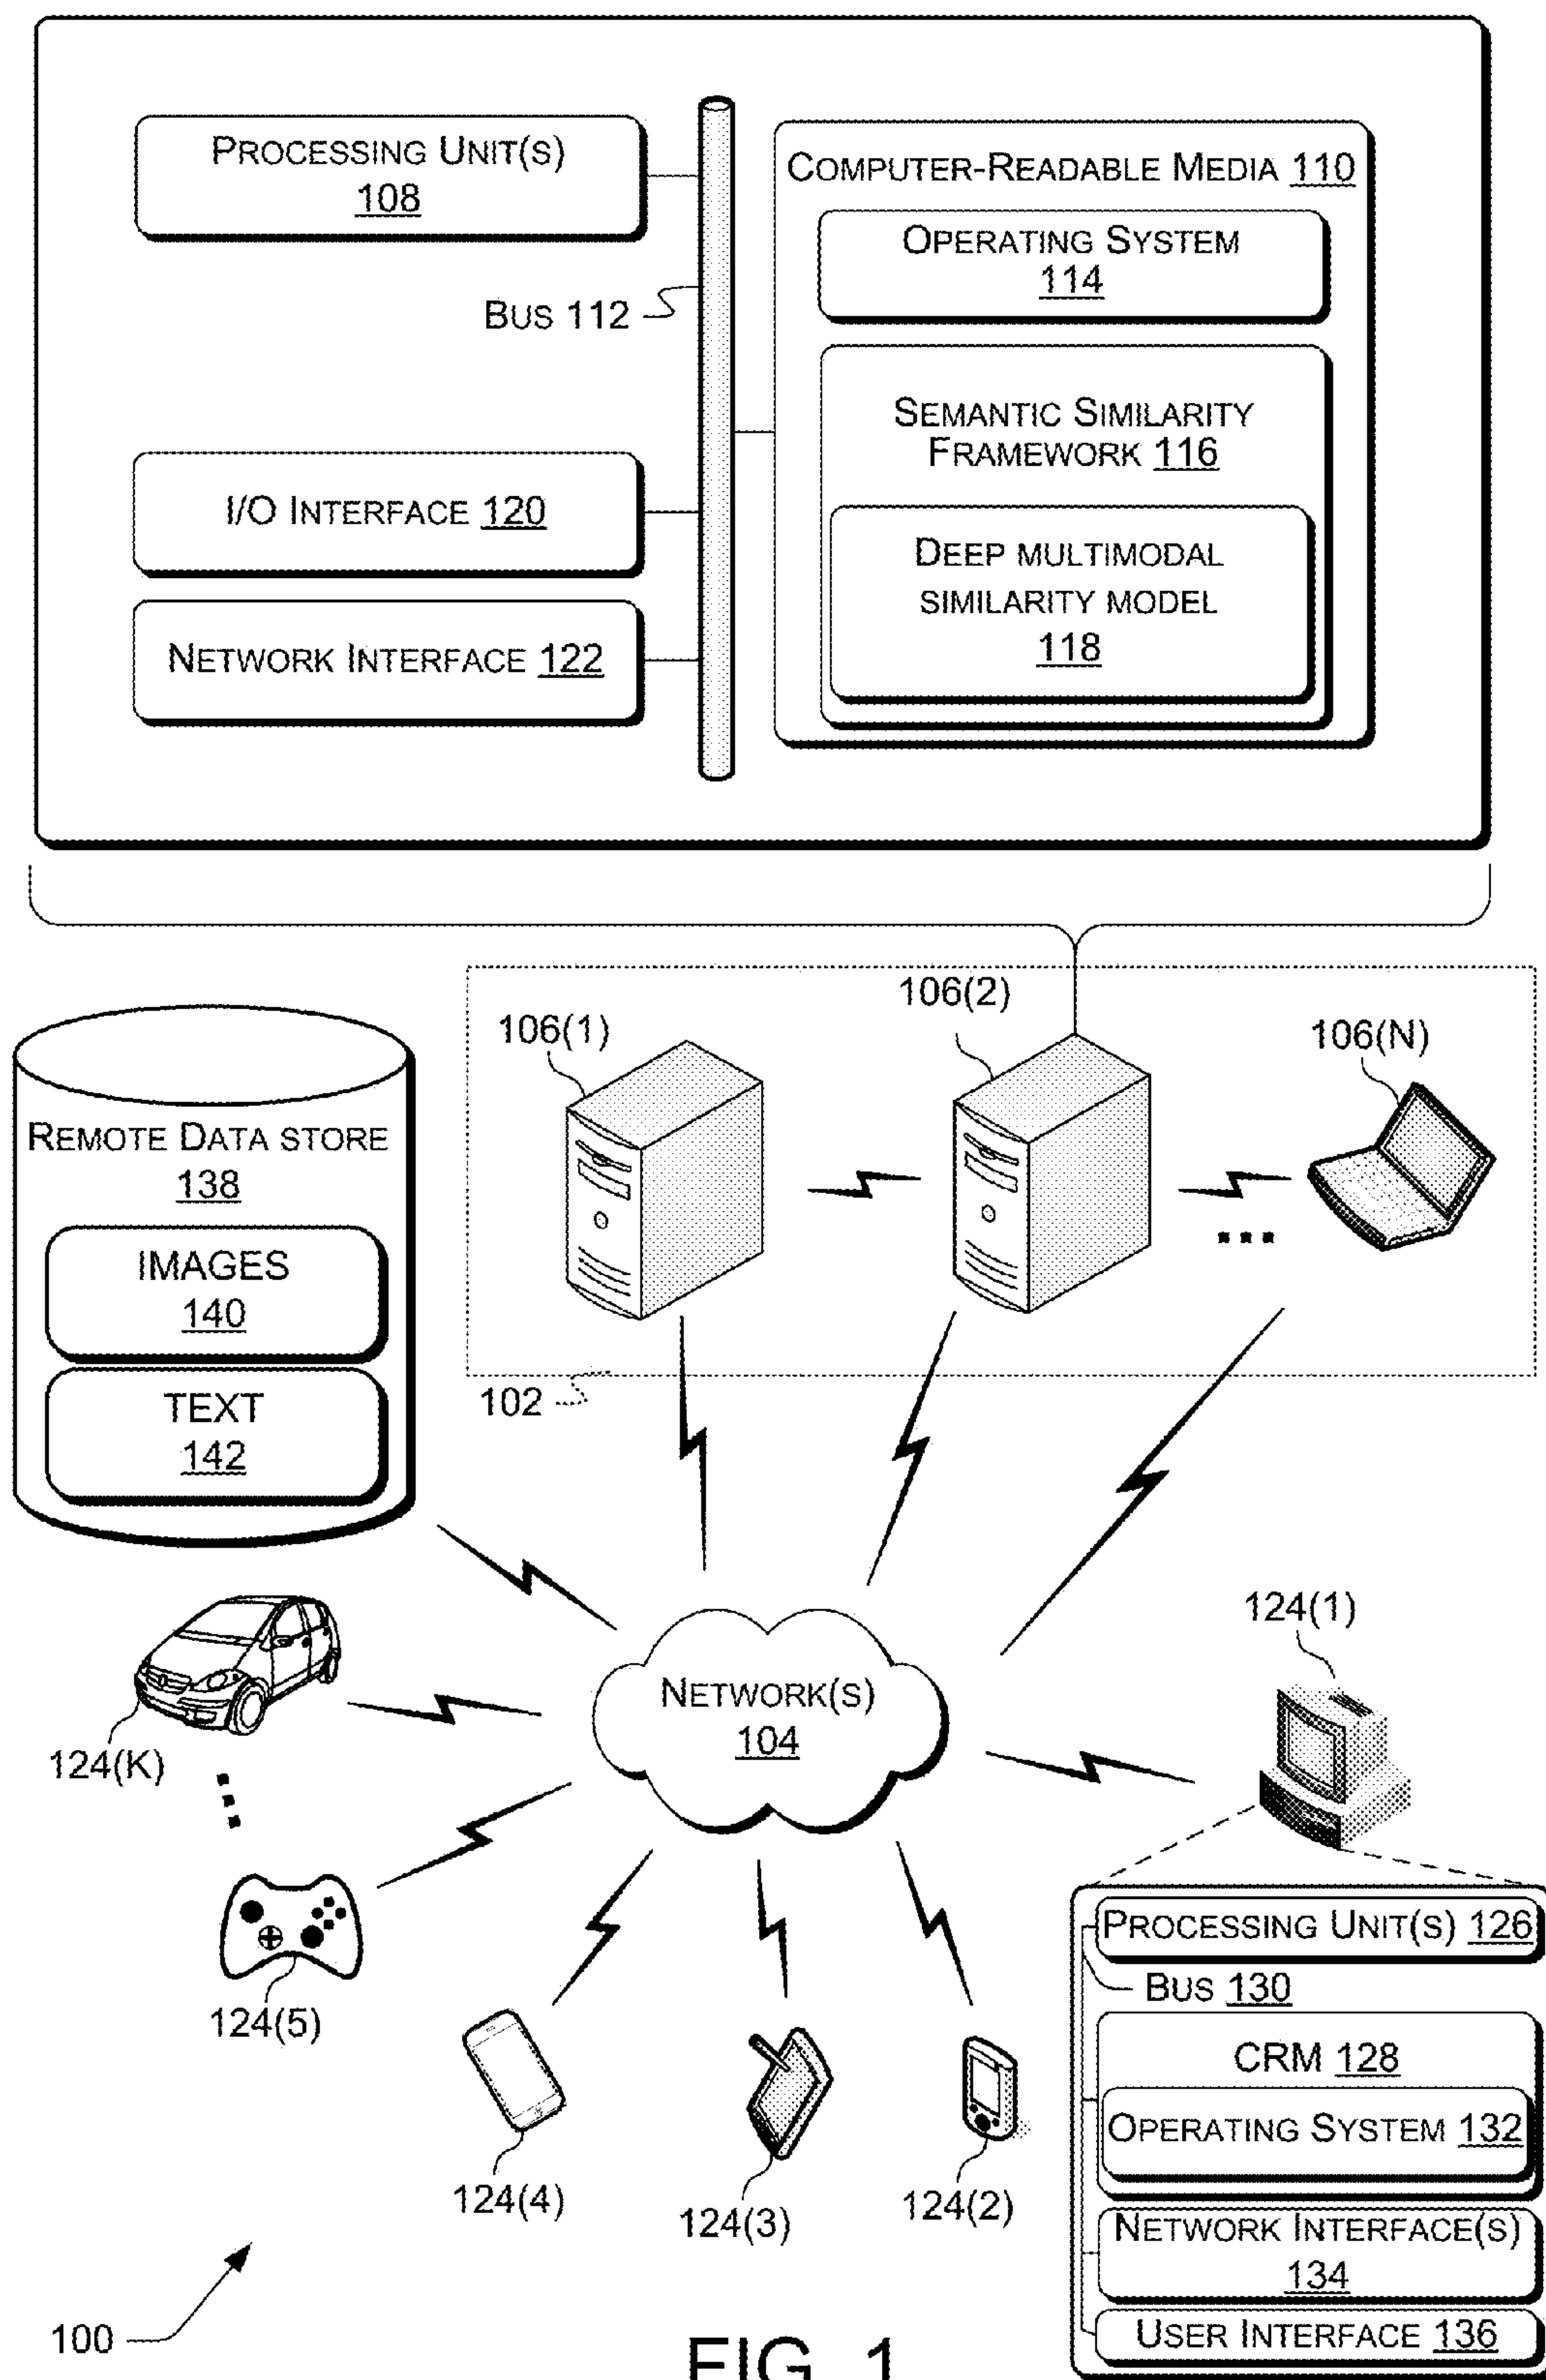 PROCESSING UNIT(S)
108
BUS 112
I/O INTERFACE 120
NETWORK INTERFACE 122
COMPUTER-READABLE MEDIA 110
OPERATING SYSTEM
114
SEMANTIC SIMILARITY
FRAMEWORK 116
DEEP MULTIMODAL
SIMILARITY MODEL
118
106(1)
106(2)
106(N)
REMOTE DATA STORE
138
IMAGES
140
TEXT
142
102
NETWORK(S)
104
124(1)
124(K)
124(5)
124(4)
124(3)
124(2)
PROCESSING UNIT(S) 126
BUS 130
CRM 128
OPERATING SYSTEM 132
NETWORK INTERFACE(S)
134
USER INTERFACE 136
100
FIG. 1